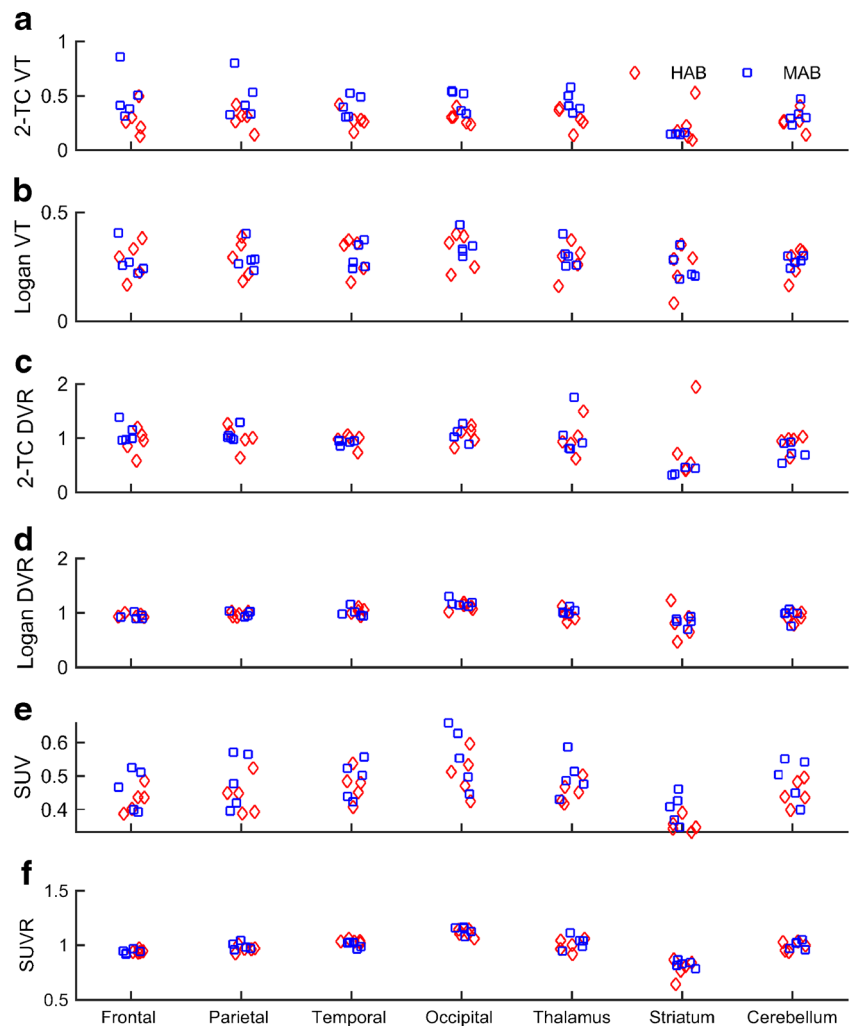 a
2-TC VT
1
0.5
0
HAB MAB
b
Logan VT
0.5
0
c
2-TC DVR
2
1
0
d
Logan DVR
2
1
0
e
SUV
0.6
0.5
0.4
f
SUVR
1.5
1
0.5
Frontal Parietal Temporal Occipital Thalamus Striatum Cerebellum